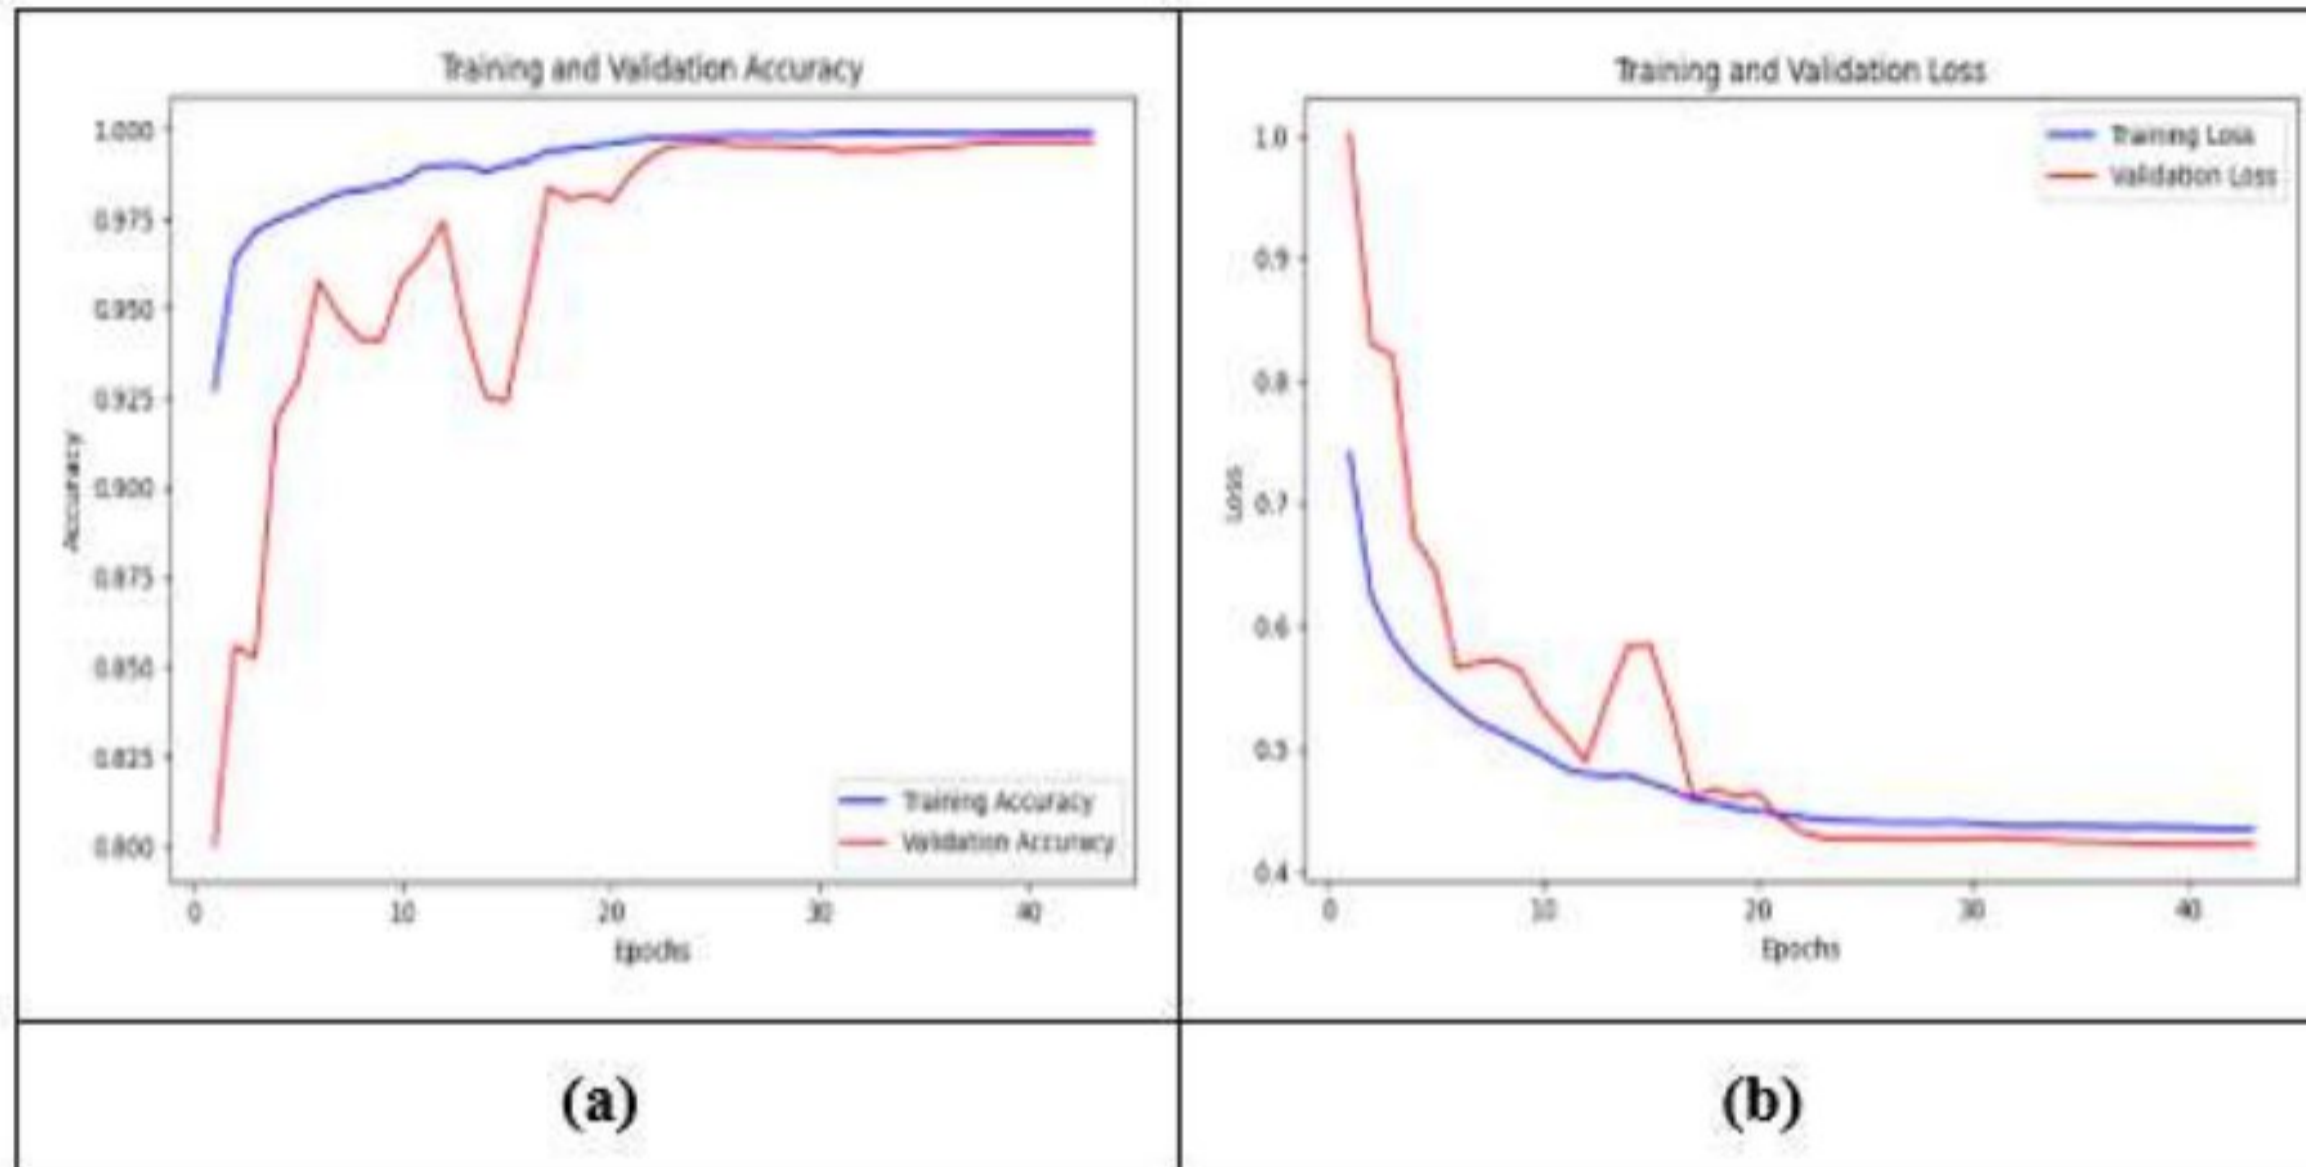 Training and Validation Accuracy
1.000
0.975
0.950
0.925
0.900
0.875
0.850
0.825
0.800
Accuracy
Training Accuracy
Validation Accuracy
0 10 20 30 40
Epochs
(a)
Training and Validation Loss
Training Loss
Validation Loss
1.0
0.9
0.8
0.7
0.6
0.5
0.4
Loss
0 10 20 30 40
Epochs
(b)